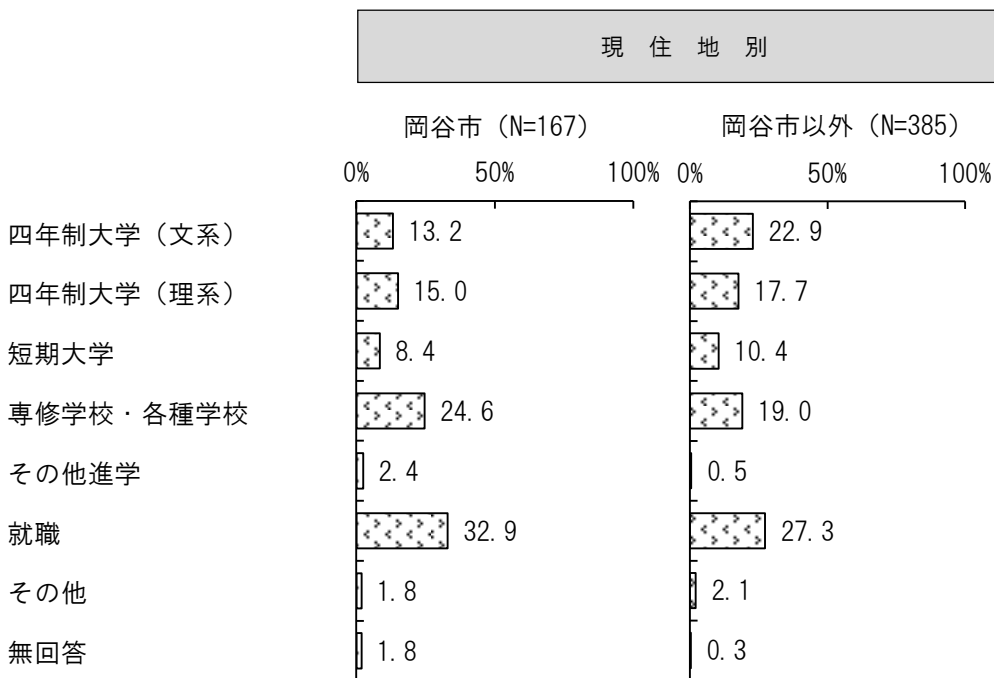 現 住 地 別
岡谷市（N=167） 岡谷市以外（N=385）
0% 50% 100% 0% 50% 100%
四年制大学（文系） 13.2 22.9
四年制大学（理系） 15.0 17.7
短期大学 8.4 10.4
専修学校・各種学校 24.6 19.0
その他進学 2.4 0.5
就職 32.9 27.3
その他 1.8 2.1
無回答 1.8 0.3